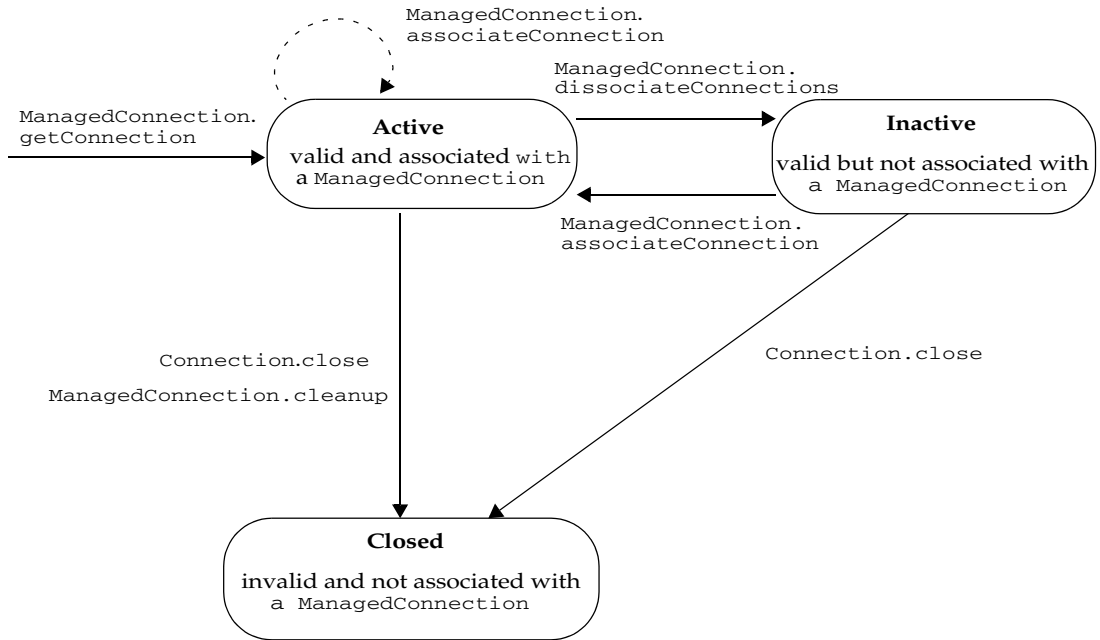 ManagedConnection.
associateConnection
ManagedConnection.
dissociateConnections
ManagedConnection.
getConnection
Active
valid and associated with
a ManagedConnection
Inactive
valid but not associated with
a ManagedConnection
ManagedConnection.
associateConnection
Connection.close
ManagedConnection.cleanup
Connection.close
Closed
invalid and not associated with
a ManagedConnection